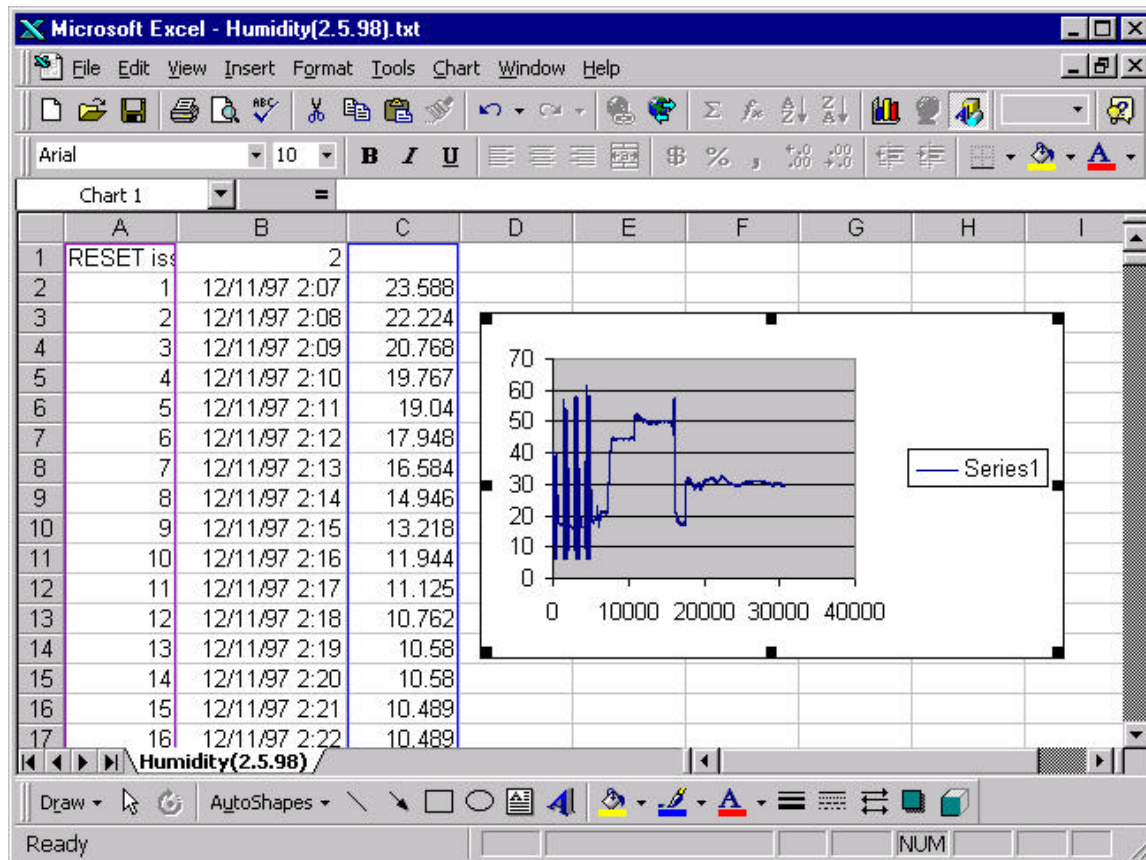 Microsoft Excel - Humidity(2.5.98).txt
File Edit View Insert Format Tools Chart Window Help
ABC
Arial 10 B I U $ % , +.0 .00 .00 +.0 A
Chart 1 =
A B C D E F G H I
1 RESET iss 2
2 1 12/11/97 2:07 23.588
3 2 12/11/97 2:08 22.224
4 3 12/11/97 2:09 20.768
5 4 12/11/97 2:10 19.767
6 5 12/11/97 2:11 19.04
7 6 12/11/97 2:12 17.948
8 7 12/11/97 2:13 16.584
9 8 12/11/97 2:14 14.946
10 9 12/11/97 2:15 13.218
11 10 12/11/97 2:16 11.944
12 11 12/11/97 2:17 11.125
13 12 12/11/97 2:18 10.762
14 13 12/11/97 2:19 10.58
15 14 12/11/97 2:20 10.58
16 15 12/11/97 2:21 10.489
17 16 12/11/97 2:22 10.489
70
60
50
40
30
20
10
0
0 10000 20000 30000 40000
Series1
Humidity(2.5.98)
Draw AutoShapes A A
Ready NUM